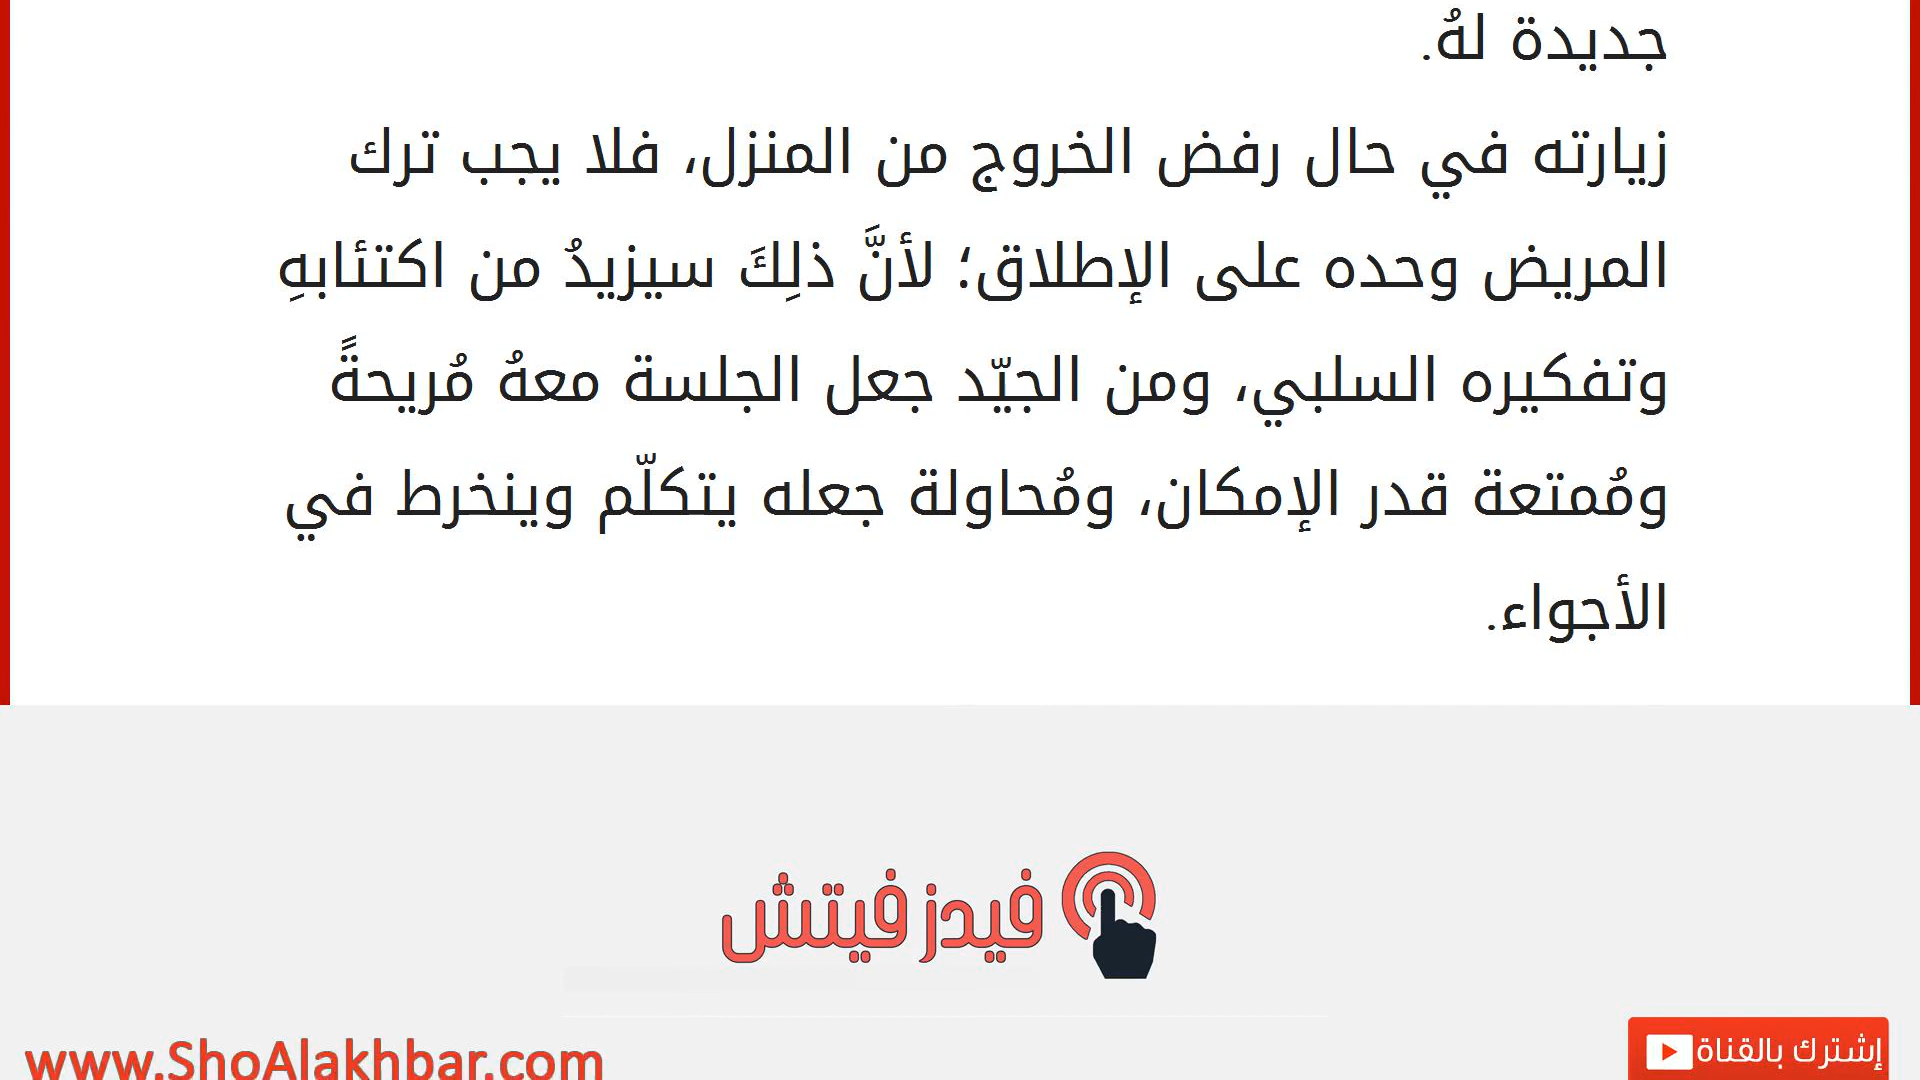 جديدة لهُ.
زيارته في حال رفض الخروج من المنزل، فلا يجب ترك
المريض وحده على الإطلاق؛ لأنَّ ذلِكَ سيزيدُ من اكتئابهِ
وتفكيره السلبي، ومن الجيّد جعل الجلسة معهُ مُريحةً
ومُمتعة قدر الإمكان، ومُحاولة جعله يتكلّم وينخرط في
الأجواء.
فيدز فيتش
إشترك بالقناة
www.ShoAlakhbar.com